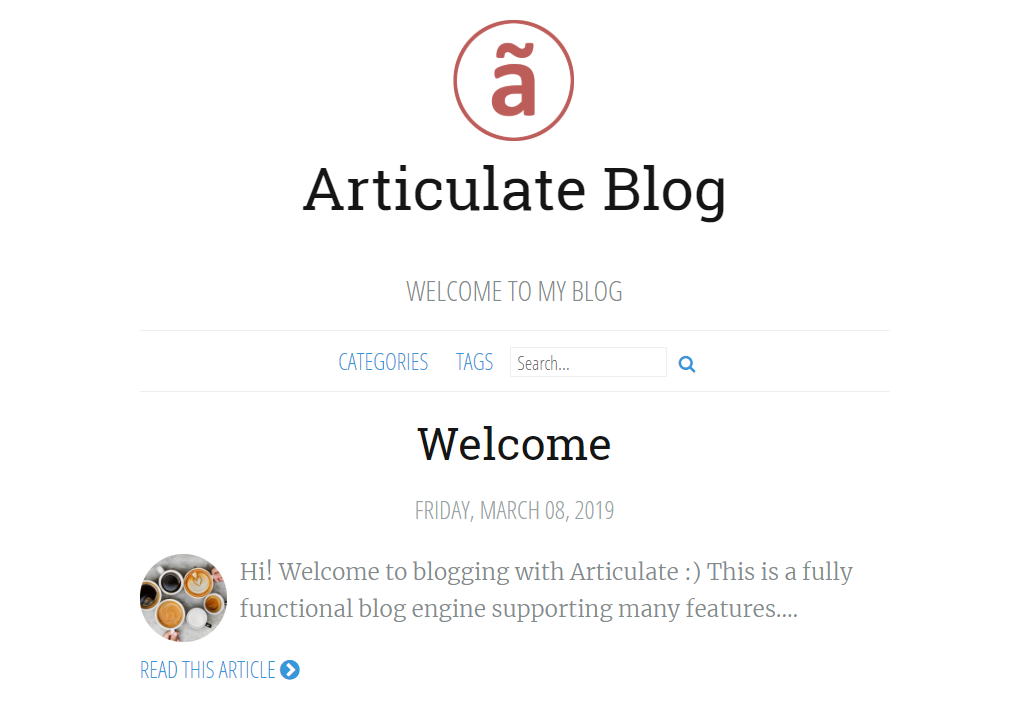 ã
Articulate Blog
WELCOME TO MY BLOG
CATEGORIES TAGS Search...
Welcome
FRIDAY, MARCH 08, 2019
Hi! Welcome to blogging with Articulate :) This is a fully
functional blog engine supporting many features....
READ THIS ARTICLE